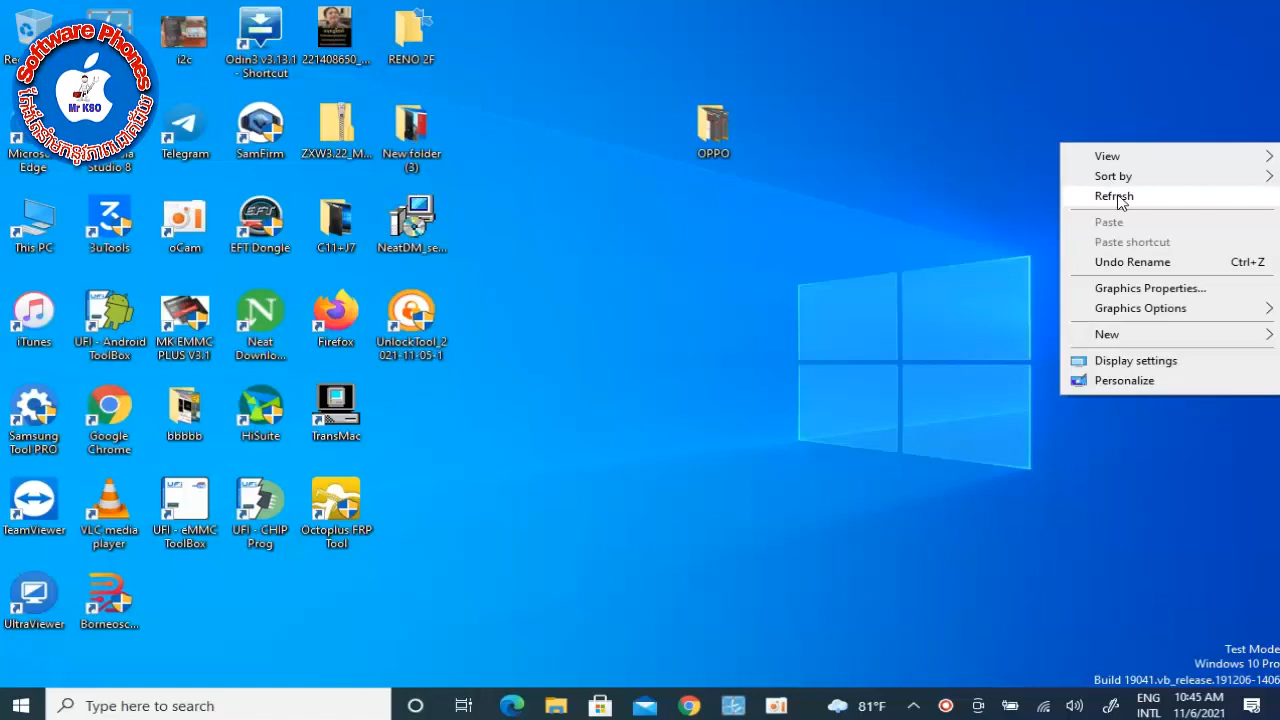 Software Phones
Mr KSO
i2c
Odin3 v3.13.1
- Shortcut
221408650_...
RENO 2F
Microso
Edge
Studio 8
Telegram
SamFirm
ZXW3.22_M...
New folder
(3)
OPPO
This PC
3uTools
oCam
EFT Dongle
C11+J7
NeatDM_se...
iTunes
UFI - Android
ToolBox
MK EMMC
PLUS V3.1
Neat
Downlo...
Firefox
UnlockTool_2
021-11-05-1
Samsung
Tool PRO
Google
Chrome
bbbbb
HiSuite
TransMac
TeamViewer
VLC media
player
UFI - eMMC
ToolBox
UFI - CHIP
Prog
Octoplus FRP
Tool
UltraViewer
Borneosc...
View
Sort by
Refresh
Paste
Paste shortcut
Undo Rename Ctrl+Z
Graphics Properties...
Graphics Options
New
Display settings
Personalize
Test Mode
Windows 10 Pro
Build 19041.vb_release.191206-1406
Type here to search
81°F
ENG
INTL
10:45 AM
11/6/2021